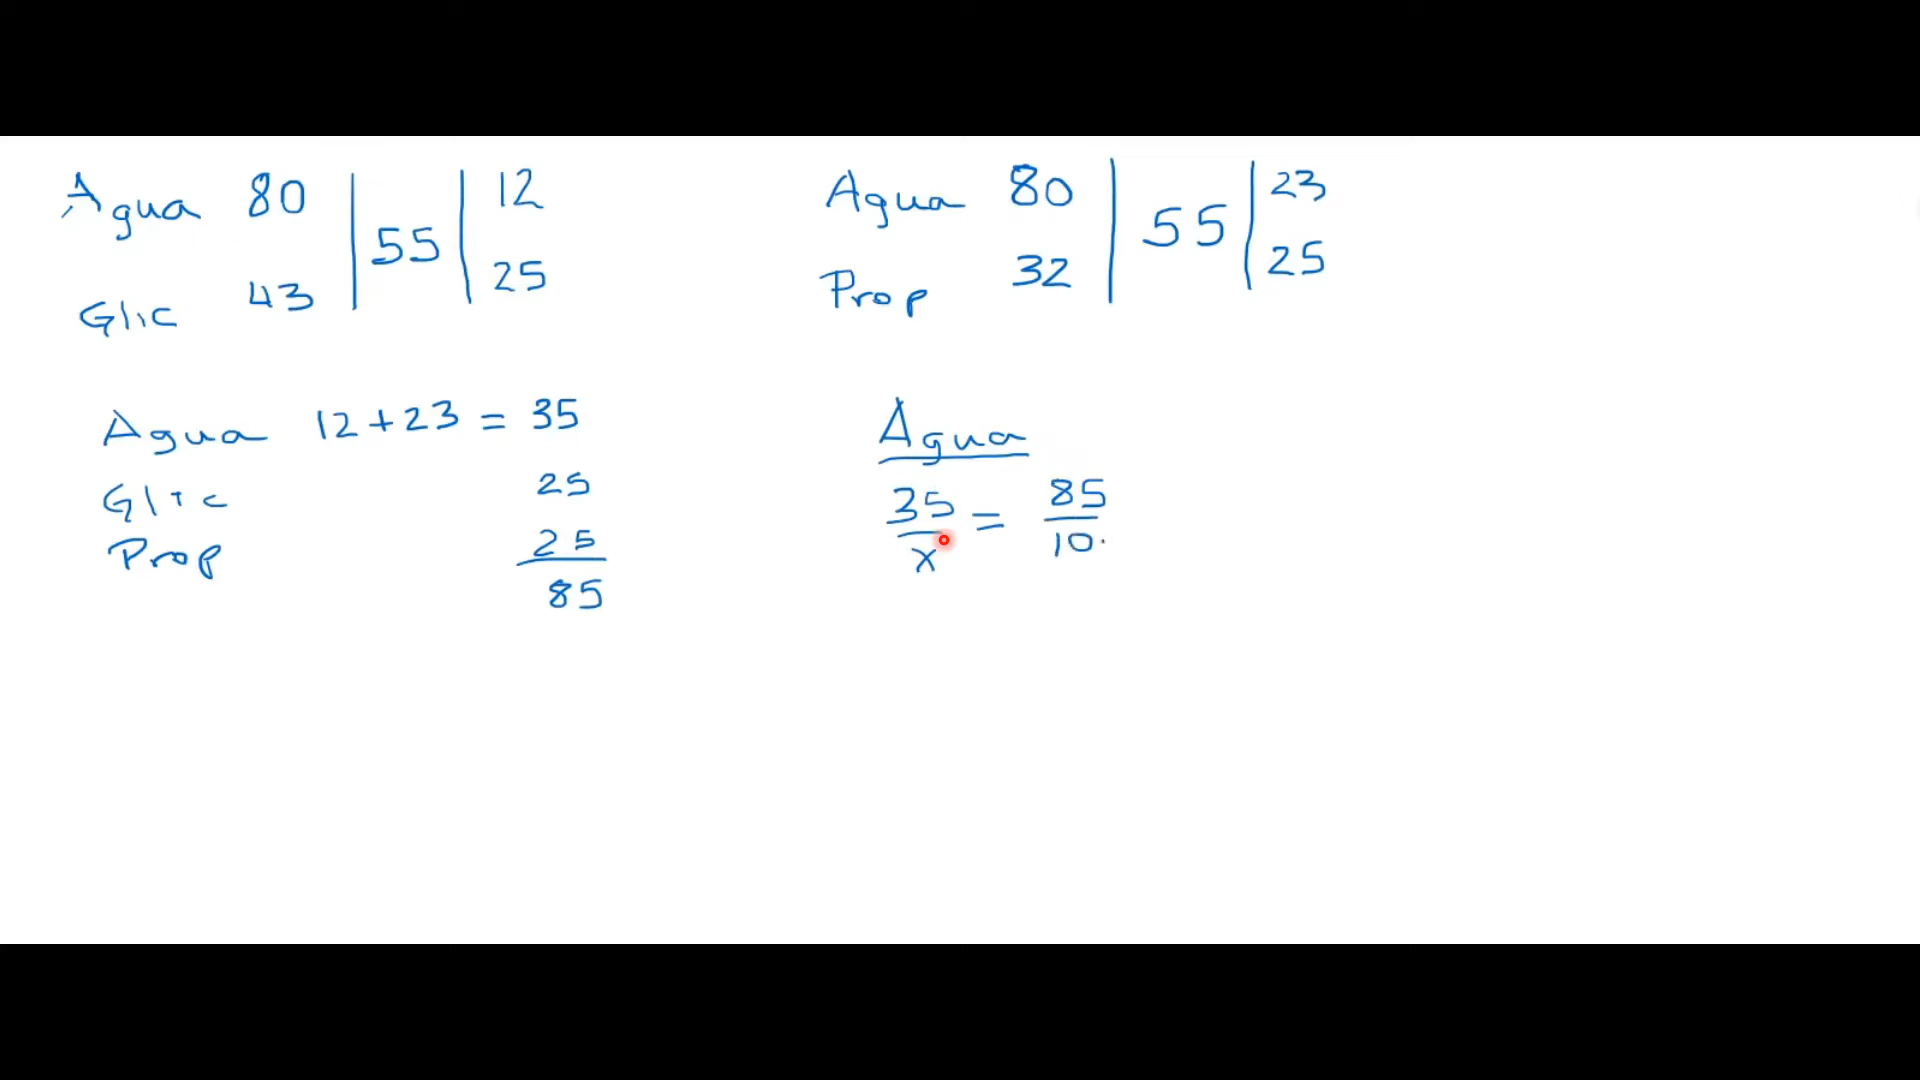 Agua 80 | 55 | 12
Glic 43 25
Agua 80 | 55 | 23
Prop 32 25
Agua 12+23 = 35
Glic 25
Prop 25
85
Agua
35/x = 85/10.